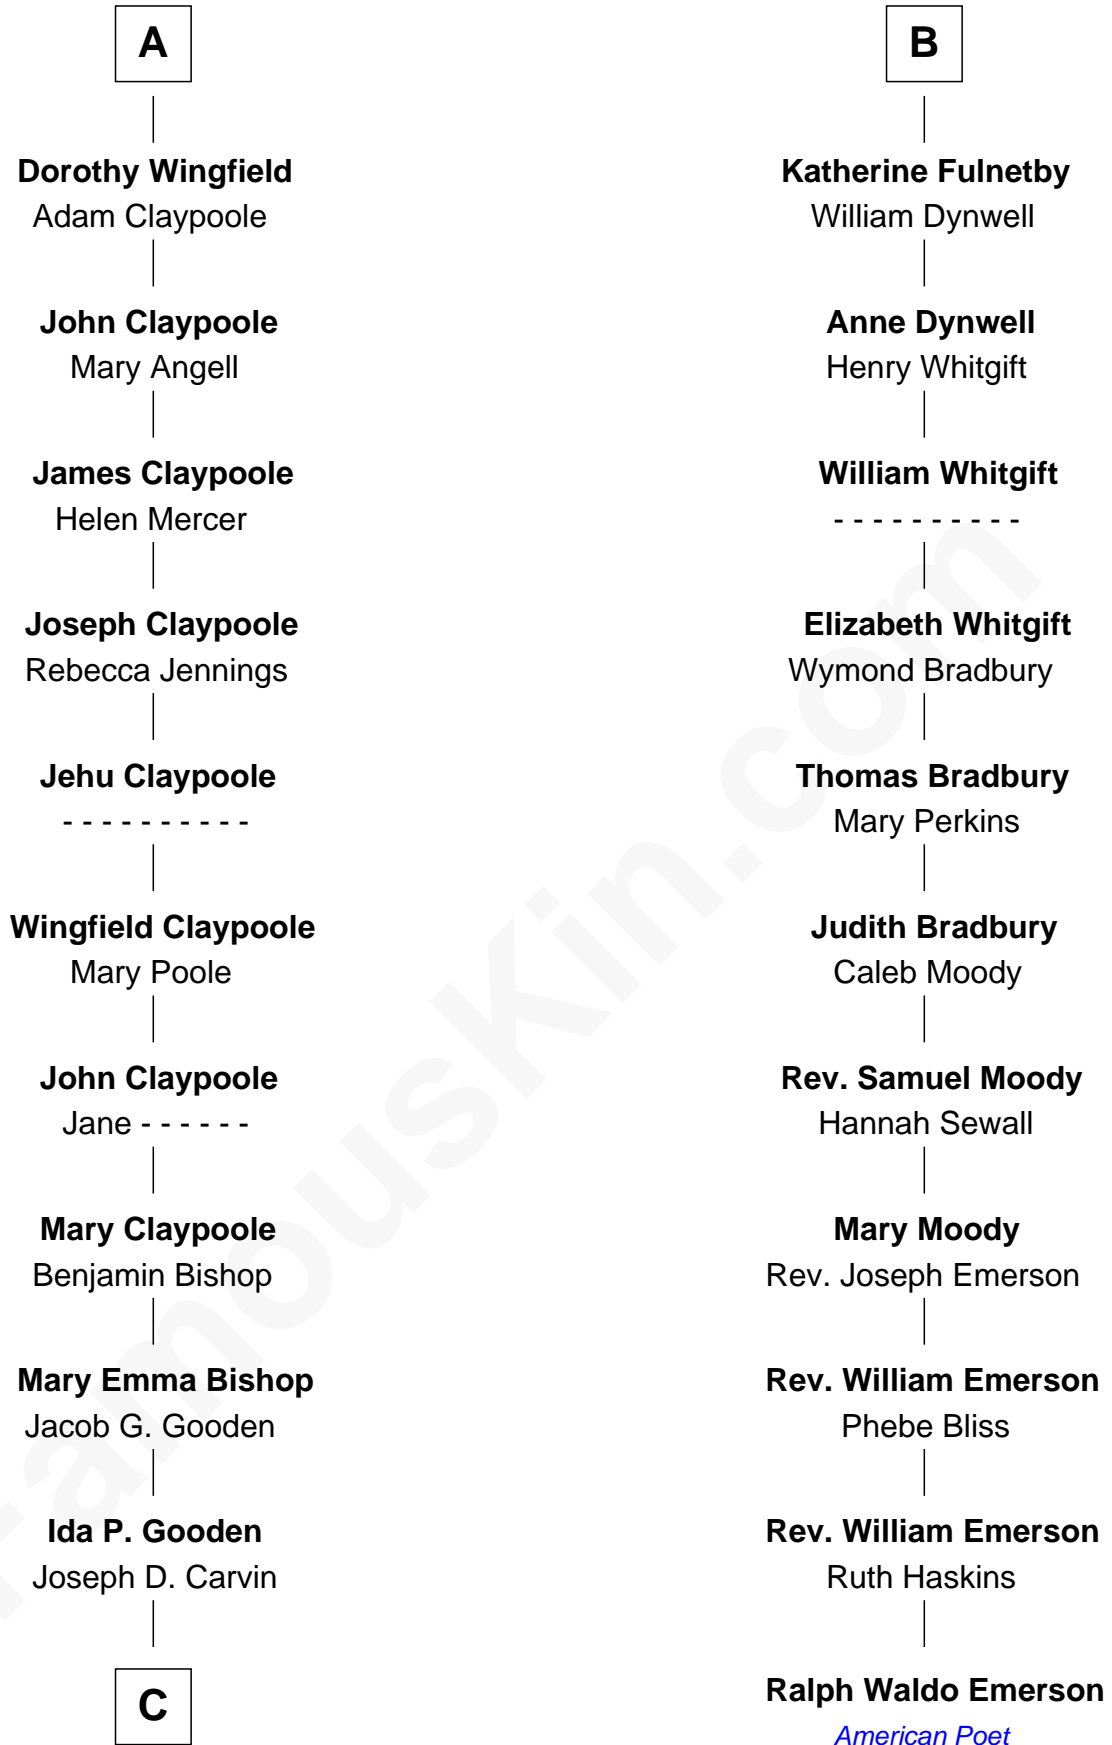 A
Dorothy Wingfield
Adam Claypoole
John Claypoole
Mary Angell
James Claypoole
Helen Mercer
Joseph Claypoole
Rebecca Jennings
Jehu Claypoole
- - - - - - - - - -
Wingfield Claypoole
Mary Poole
John Claypoole
Jane - - - - - -
Mary Claypoole
Benjamin Bishop
Mary Emma Bishop
Jacob G. Gooden
Ida P. Gooden
Joseph D. Carvin
C
B
Katherine Fulnetby
William Dynwell
Anne Dynwell
Henry Whitgift
William Whitgift
- - - - - - - - - -
Elizabeth Whitgift
Wymond Bradbury
Thomas Bradbury
Mary Perkins
Judith Bradbury
Caleb Moody
Rev. Samuel Moody
Hannah Sewall
Mary Moody
Rev. Joseph Emerson
Rev. William Emerson
Phebe Bliss
Rev. William Emerson
Ruth Haskins
Ralph Waldo Emerson
American Poet
FamousKin.com